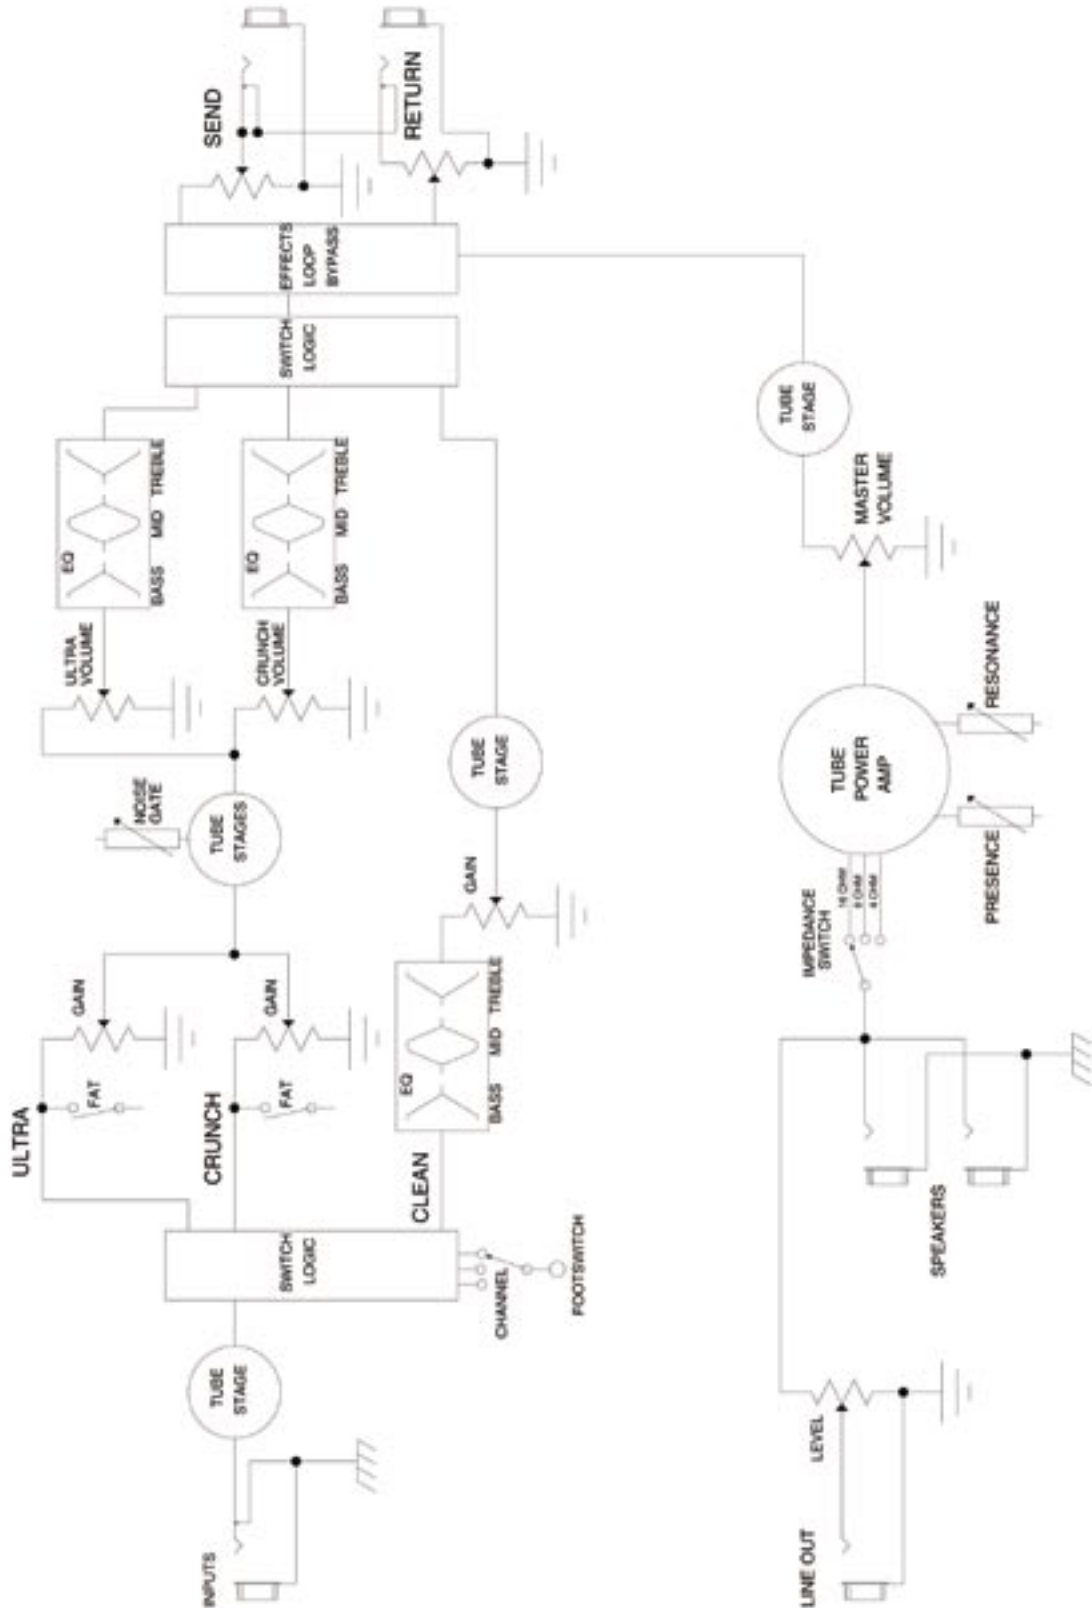 INPUTS
TUBE
STAGE
SWITCH
LOGIC
CHANNEL
FOOTSWITCH
ULTRA
FAT
GAIN
CRUNCH
FAT
GAIN
CLEAN
EQ
BASS MID TREBLE
GAIN
NOISE
GATE
TUBE
STAGES
TUBE
STAGE
ULTRA
VOLUME
EQ
BASS MID TREBLE
CRUNCH
VOLUME
EQ
BASS MID TREBLE
SWITCH
LOGIC
EFFECTS
LOOP
BYPASS
SEND
RETURN
LINE OUT
LEVEL
SPEAKERS
IMPEDANCE
SWITCH
16 OHM
8 OHM
4 OHM
TUBE
POWER
AMP
PRESENCE
RESONANCE
MASTER
VOLUME
TUBE
STAGE